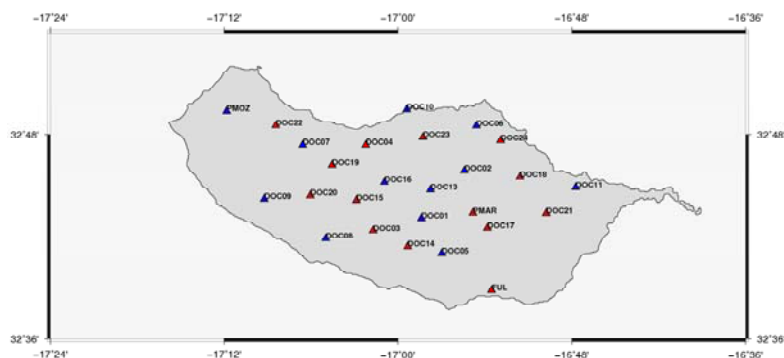 −17˚24' −17˚12' −17˚00' −16˚48' −16˚36'
DOC10
PMOZ
DOC22 DOC06
32˚48' 32˚48'
DOC23
DOC24
DOC07 DOC04
DOC19
DOC02
DOC18
DOC16
DOC11
DOC13
DOC20
DOC09 DOC15
PMAR DOC21
DOC01
DOC17
DOC03
DOC08
DOC14
DOC05
FUL
32˚36' 32˚36'
−17˚24' −17˚12' −17˚00' −16˚48' −16˚36'